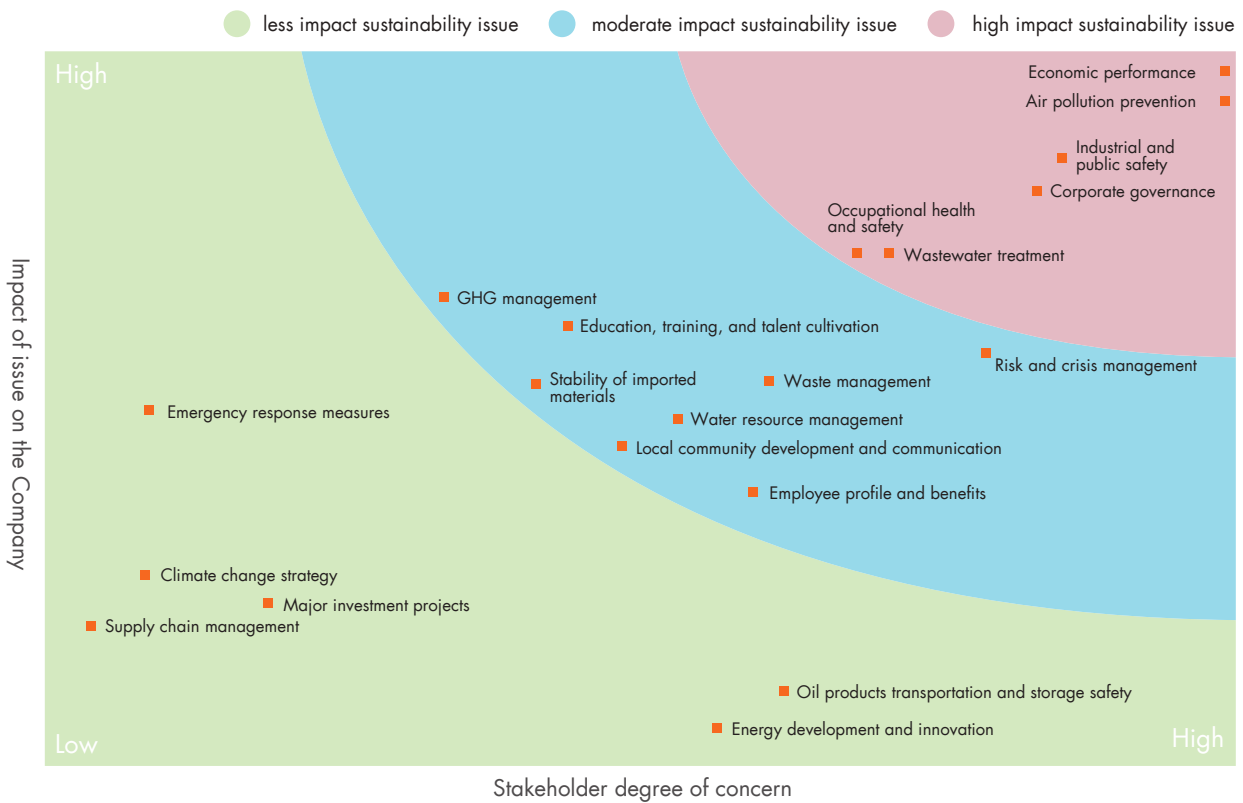 less impact sustainability issue
moderate impact sustainability issue
high impact sustainability issue
High
Economic performance
Air pollution prevention
Industrial and
public safety
Corporate governance
Occupational health
and safety
Wastewater treatment
GHG management
Education, training, and talent cultivation
Risk and crisis management
Stability of imported
materials
Waste management
Emergency response measures
Water resource management
Local community development and communication
Employee profile and benefits
Impact of issue on the Company
Climate change strategy
Major investment projects
Supply chain management
Oil products transportation and storage safety
Energy development and innovation
Low
High
Stakeholder degree of concern